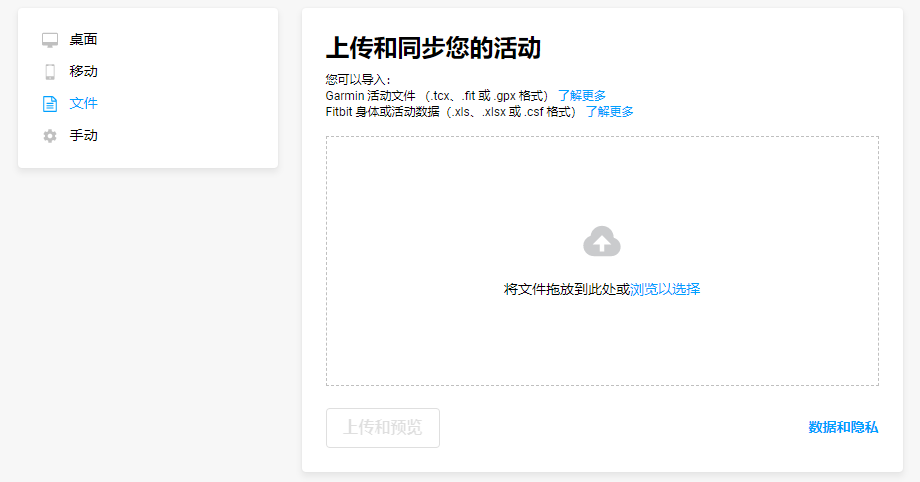 桌面
移动
文件
手动
上传和同步您的活动
您可以导入：
Garmin 活动文件 （.tcx、.fit 或 .gpx 格式） 了解更多
Fitbit 身体或活动数据（.xls、.xlsx 或 .csf 格式） 了解更多
将文件拖放到此处或浏览以选择
上传和预览
数据和隐私